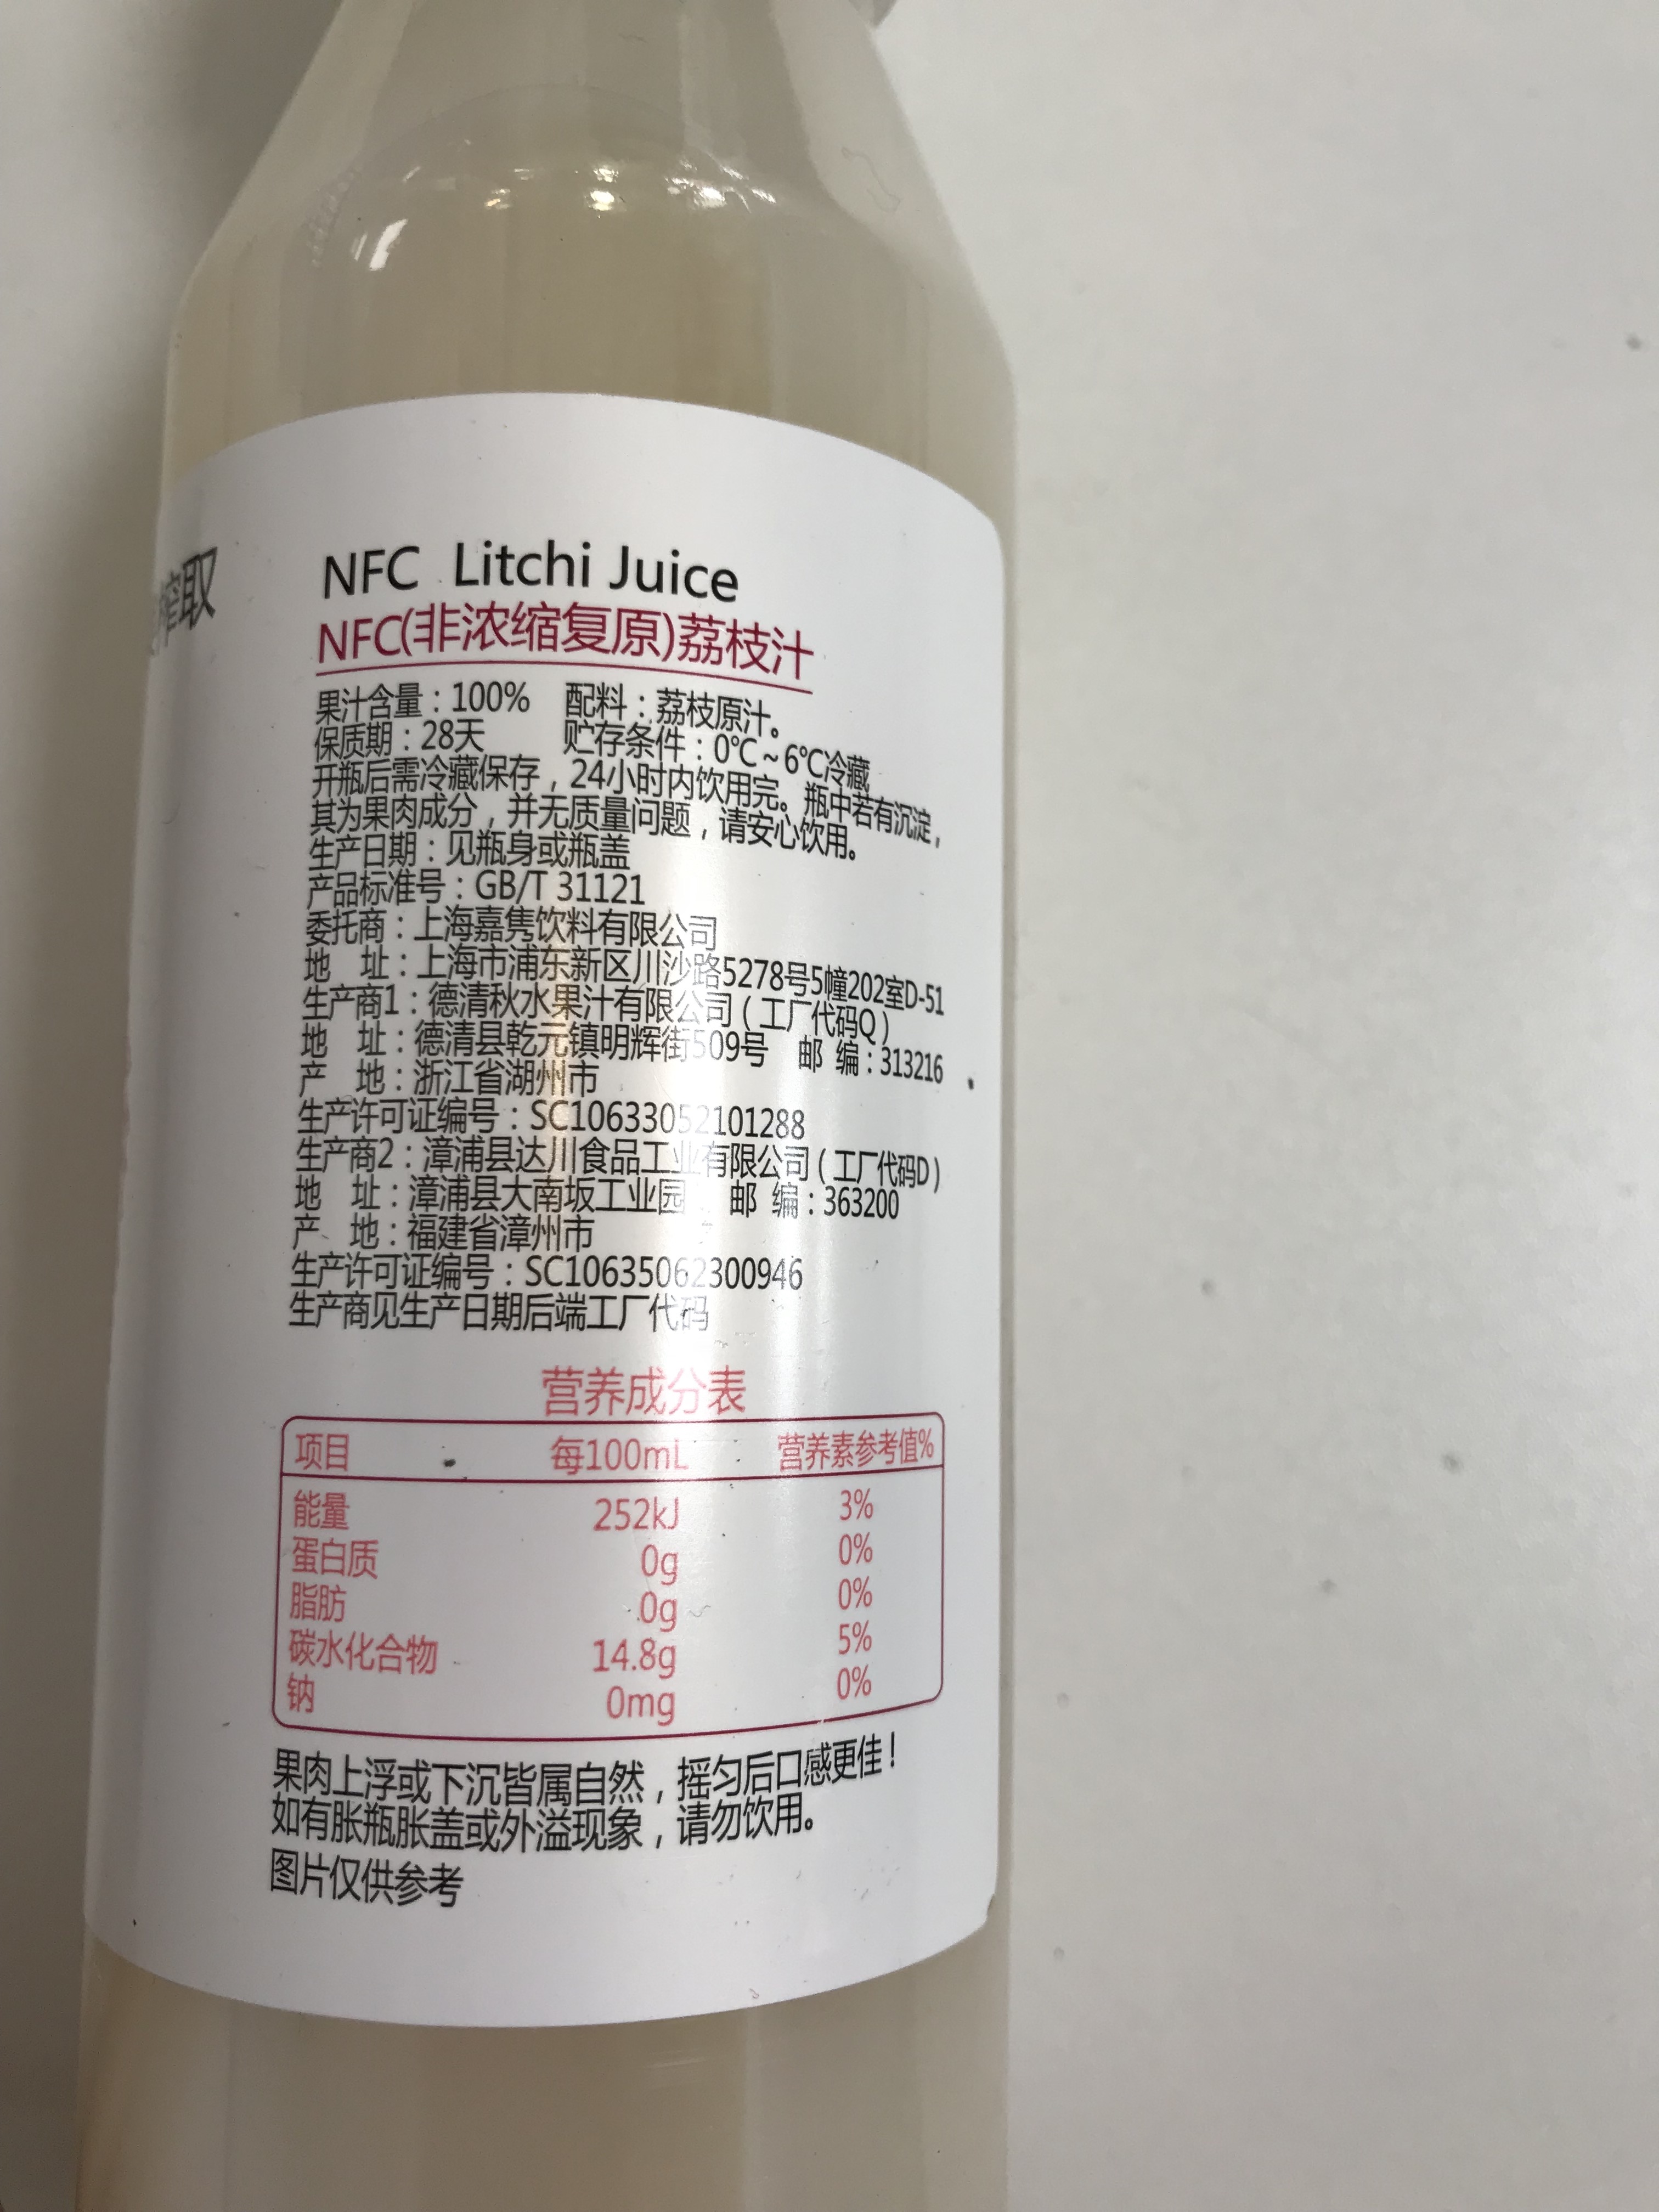 榨取
NFC Litchi Juice
NFC(非浓缩复原)荔枝汁
果汁含量：100% 配料：荔枝原汁。
保质期：28天 贮存条件：0℃~6℃冷藏
开瓶后需冷藏保存，24小时内饮用完。瓶中若有沉淀，
其为果肉成分，并无质量问题，请安心饮用。
生产日期：见瓶身或瓶盖
产品标准号：GB/T 31121
委托商：上海嘉隽饮料有限公司
地 址：上海市浦东新区川沙路5278号5幢202室D-51
生产商1：德清秋水果汁有限公司(工厂代码Q)
地 址：德清县乾元镇明辉街509号 邮 编：313216
产 地：浙江省湖州市
生产许可证编号：SC10633052101288
生产商2：漳浦县达川食品工业有限公司(工厂代码D)
地 址：漳浦县大南坂工业园 邮 编：363200
产 地：福建省漳州市
生产许可证编号：SC10635062300946
生产商见生产日期后端工厂代码
营养成分表
项目 每100mL 营养素参考值%
能量 252kJ 3%
蛋白质 0g 0%
脂肪 0g 0%
碳水化合物 14.8g 5%
钠 0mg 0%
果肉上浮或下沉皆属自然，摇匀后口感更佳！
如有胀瓶胀盖或外溢现象，请勿饮用。
图片仅供参考